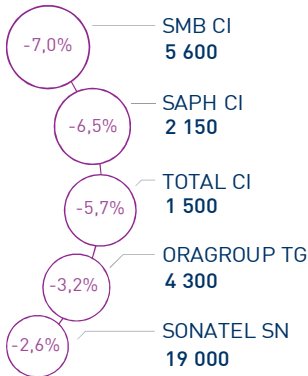 -7,0%
SMB CI
5 600
-6,5%
SAPH CI
2 150
-5,7%
TOTAL CI
1 500
-3,2%
ORAGROUP TG
4 300
-2,6%
SONATEL SN
19 000